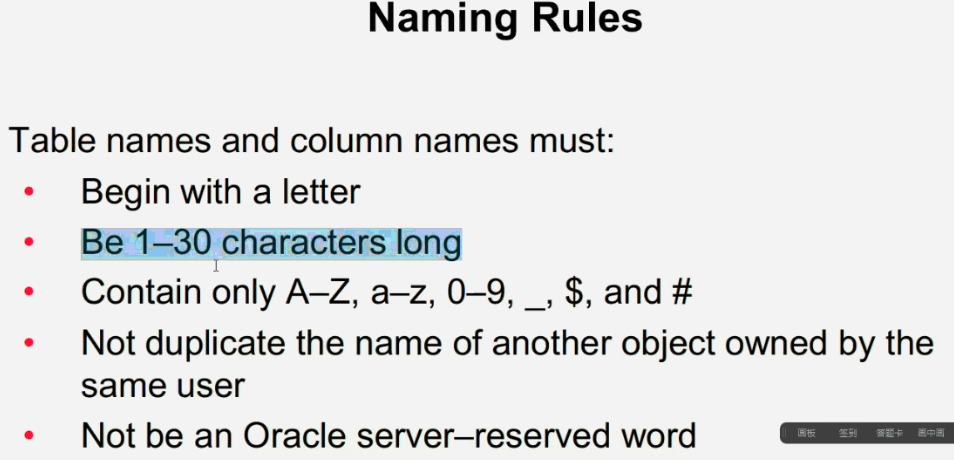 Naming Rules
Table names and column names must:
• Begin with a letter
• Be 1–30 characters long
• Contain only A–Z, a–z, 0–9, _, $, and #
• Not duplicate the name of another object owned by the
same user
• Not be an Oracle server–reserved word
画板 签到 答题卡 画中画